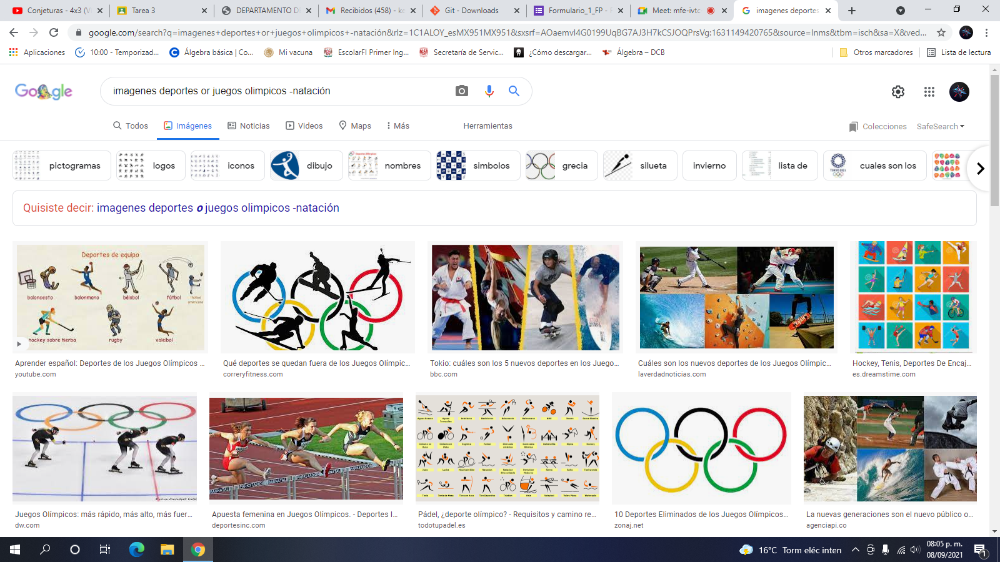 Conjeturas - 4x3 (V
Tarea 3
DEPARTAMENTO D
Recibidos (458) - ke
Git - Downloads
Formulario_1_FP - F
Meet: mfe-ivtc-
imagenes deportes
google.com/search?q=imagenes+deportes+or+juegos+olimpicos+-natación&rlz=1C1ALOY_esMX951MX951&sxsrf=AOaemvI4G0199UqBG7AJ3H7kCSJOQPrsVg:1631149420765&source=lnms&tbm=isch&sa=X&ved...
Aplicaciones
10:00 - Temporizad...
Álgebra básica | Co...
Mi vacuna
EscolarFI Primer Ing...
Secretaría de Servic...
¿Cómo descargar...
Álgebra – DCB
Otros marcadores
Lista de lectura
Google
imagenes deportes or juegos olimpicos -natación
Todos
Imágenes
Noticias
Videos
Maps
Más
Herramientas
Colecciones
SafeSearch
pictogramas
logos
iconos
dibujo
nombres
simbolos
grecia
silueta
invierno
lista de
TOKYO 2021
cuales son los
Quisiste decir: imagenes deportes o juegos olimpicos -natación
Deportes de equipo
baloncesto
balonmano
béisbol
fútbol
fútbol americano
hockey sobre hierba
rugby
voleibol
Aprender español: Deportes de los Juegos Olímpicos ...
youtube.com
Qué deportes se quedan fuera de los Juegos Olímpic...
correryfitness.com
Tokio: cuáles son los 5 nuevos deportes en los Juego...
bbc.com
Cuáles son los nuevos deportes de los Juegos Olímpic...
laverdadnoticias.com
Hockey, Tenis, Deportes De Encaj...
es.dreamstime.com
Juegos Olímpicos: más rápido, más alto, más fuer...
dw.com
PARKSTADION
SAUNATAL
PARKSTADION
Apuesta femenina en Juegos Olímpicos. - Deportes I...
deportesinc.com
Pádel, ¿deporte olímpico? - Requisitos y camino re...
todotupadel.es
10 Deportes Eliminados de los Juegos Olímpicos...
zonaj.net
La nuevas generaciones son el nuevo público o...
agenciapi.co
16°C Torm eléc inten
08:05 p. m.
08/09/2021
1